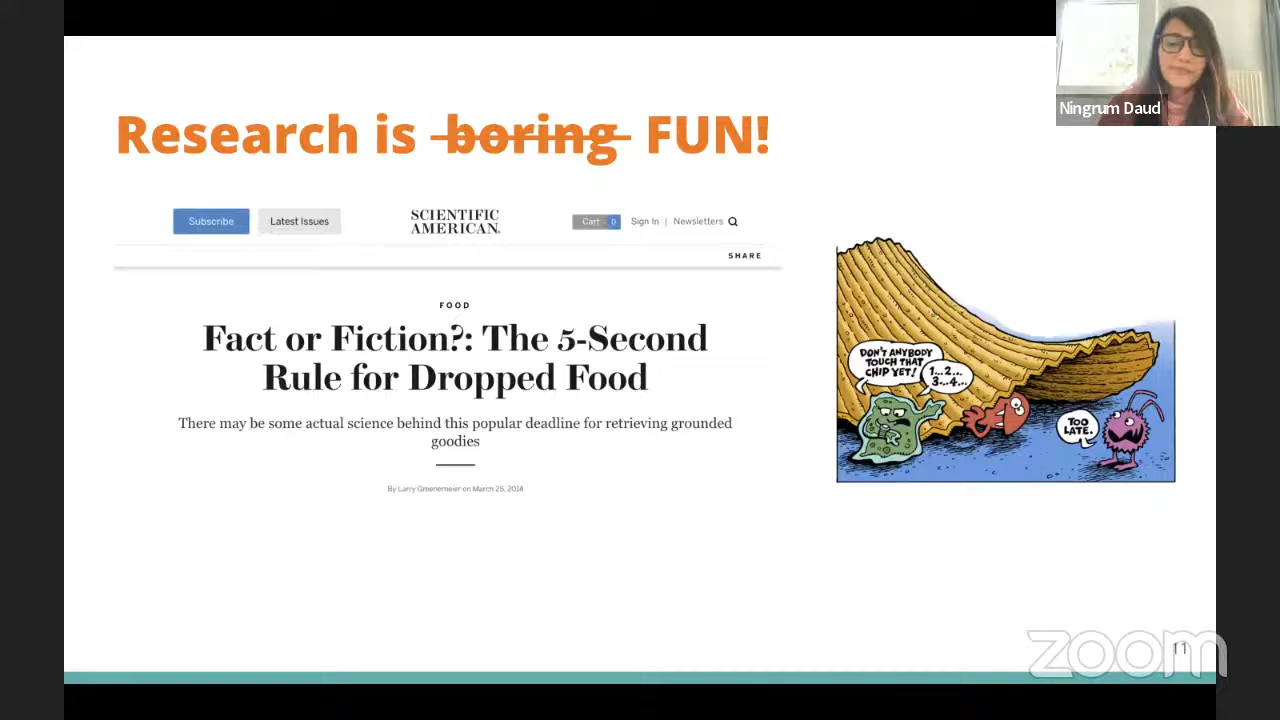 Ningrum Daud
Research is boring FUN!
Subscribe
Latest Issues
SCIENTIFIC
AMERICAN.
Cart 0
Sign In | Newsletters
SHARE
FOOD
Fact or Fiction?: The 5-Second
Rule for Dropped Food
There may be some actual science behind this popular deadline for retrieving grounded
goodies
By Larry Greenemeier on March 25, 2014
DON'T ANYBODY
TOUCH THAT
CHIP YET!
1...2...
3...4...
TOO
LATE.
zoom
11